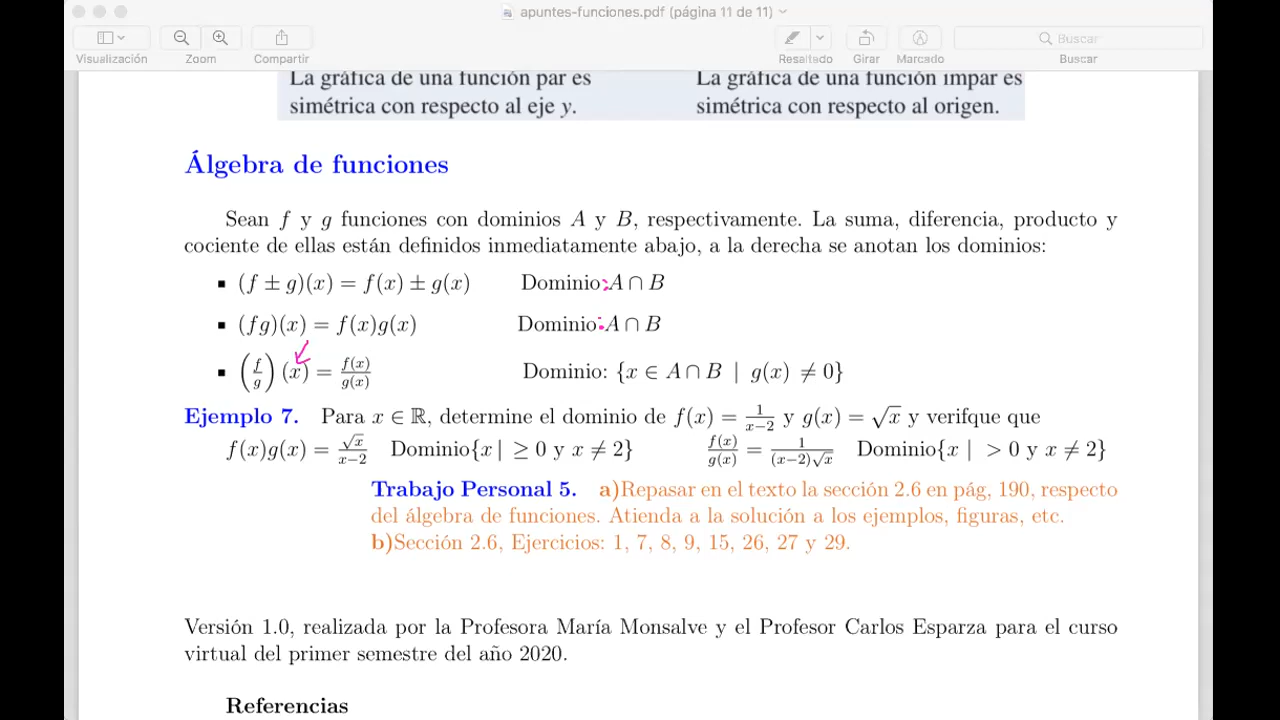 apuntes-funciones.pdf (página 11 de 11)
Visualización Zoom Compartir Resaltado Girar Marcado Buscar
Buscar
La gráfica de una función par es
simétrica con respecto al eje y.
La gráfica de una función impar es
simétrica con respecto al origen.
Álgebra de funciones
Sean f y g funciones con dominios A y B, respectivamente. La suma, diferencia, producto y
cociente de ellas están definidos inmediatamente abajo, a la derecha se anotan los dominios:
▪ (f ± g)(x) = f(x) ± g(x) Dominio:A ∩ B
▪ (fg)(x) = f(x)g(x) Dominio:A ∩ B
▪ (f/g)(x) = f(x)/g(x) Dominio: {x ∈ A ∩ B | g(x) ≠ 0}
Ejemplo 7. Para x ∈ ℝ, determine el dominio de f(x) = 1/(x−2) y g(x) = √x y verifque que
f(x)g(x) = √x/(x−2) Dominio{x | ≥ 0 y x ≠ 2} f(x)/g(x) = 1/((x−2)√x) Dominio{x | > 0 y x ≠ 2}
Trabajo Personal 5. a)Repasar en el texto la sección 2.6 en pág, 190, respecto
del álgebra de funciones. Atienda a la solución a los ejemplos, figuras, etc.
b)Sección 2.6, Ejercicios: 1, 7, 8, 9, 15, 26, 27 y 29.
Versión 1.0, realizada por la Profesora María Monsalve y el Profesor Carlos Esparza para el curso
virtual del primer semestre del año 2020.
Referencias